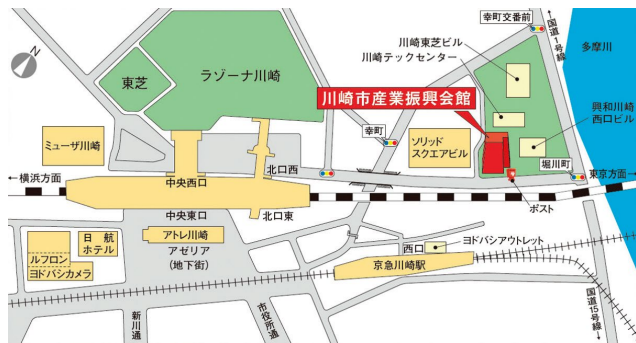 N
幸町交番前
国道1号線
多摩川
川崎東芝ビル
川崎テックセンター
東芝
ラゾーナ川崎
川崎市産業振興会館
興和川崎
西口ビル
幸町
ソリッド
スクエアビル
ミューザ川崎
北口西
堀川町
←横浜方面
東京方面→
中央西口
ポスト
中央東口
北口東
アトレ川崎
日航
ホテル
アゼリア
(地下街)
ルフロン
ヨドバシカメラ
西口
ヨドバシアウトレット
京急川崎駅
新川通
市役所通
国道15号線